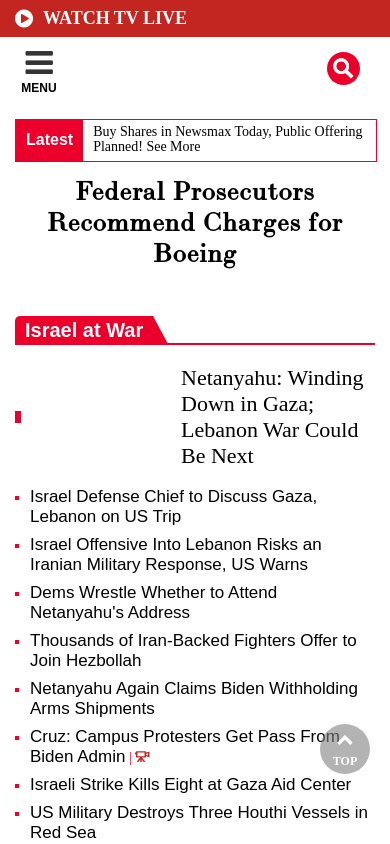 WATCH TV LIVE
MENU
Latest
Buy Shares in Newsmax Today, Public Offering
Planned! See More
Federal Prosecutors
Recommend Charges for
Boeing
Israel at War
Netanyahu: Winding
Down in Gaza;
Lebanon War Could
Be Next
Israel Defense Chief to Discuss Gaza,
Lebanon on US Trip
Israel Offensive Into Lebanon Risks an
Iranian Military Response, US Warns
Dems Wrestle Whether to Attend
Netanyahu's Address
Thousands of Iran-Backed Fighters Offer to
Join Hezbollah
Netanyahu Again Claims Biden Withholding
Arms Shipments
Cruz: Campus Protesters Get Pass From
Biden Admin |
TOP
Israeli Strike Kills Eight at Gaza Aid Center
US Military Destroys Three Houthi Vessels in
Red Sea